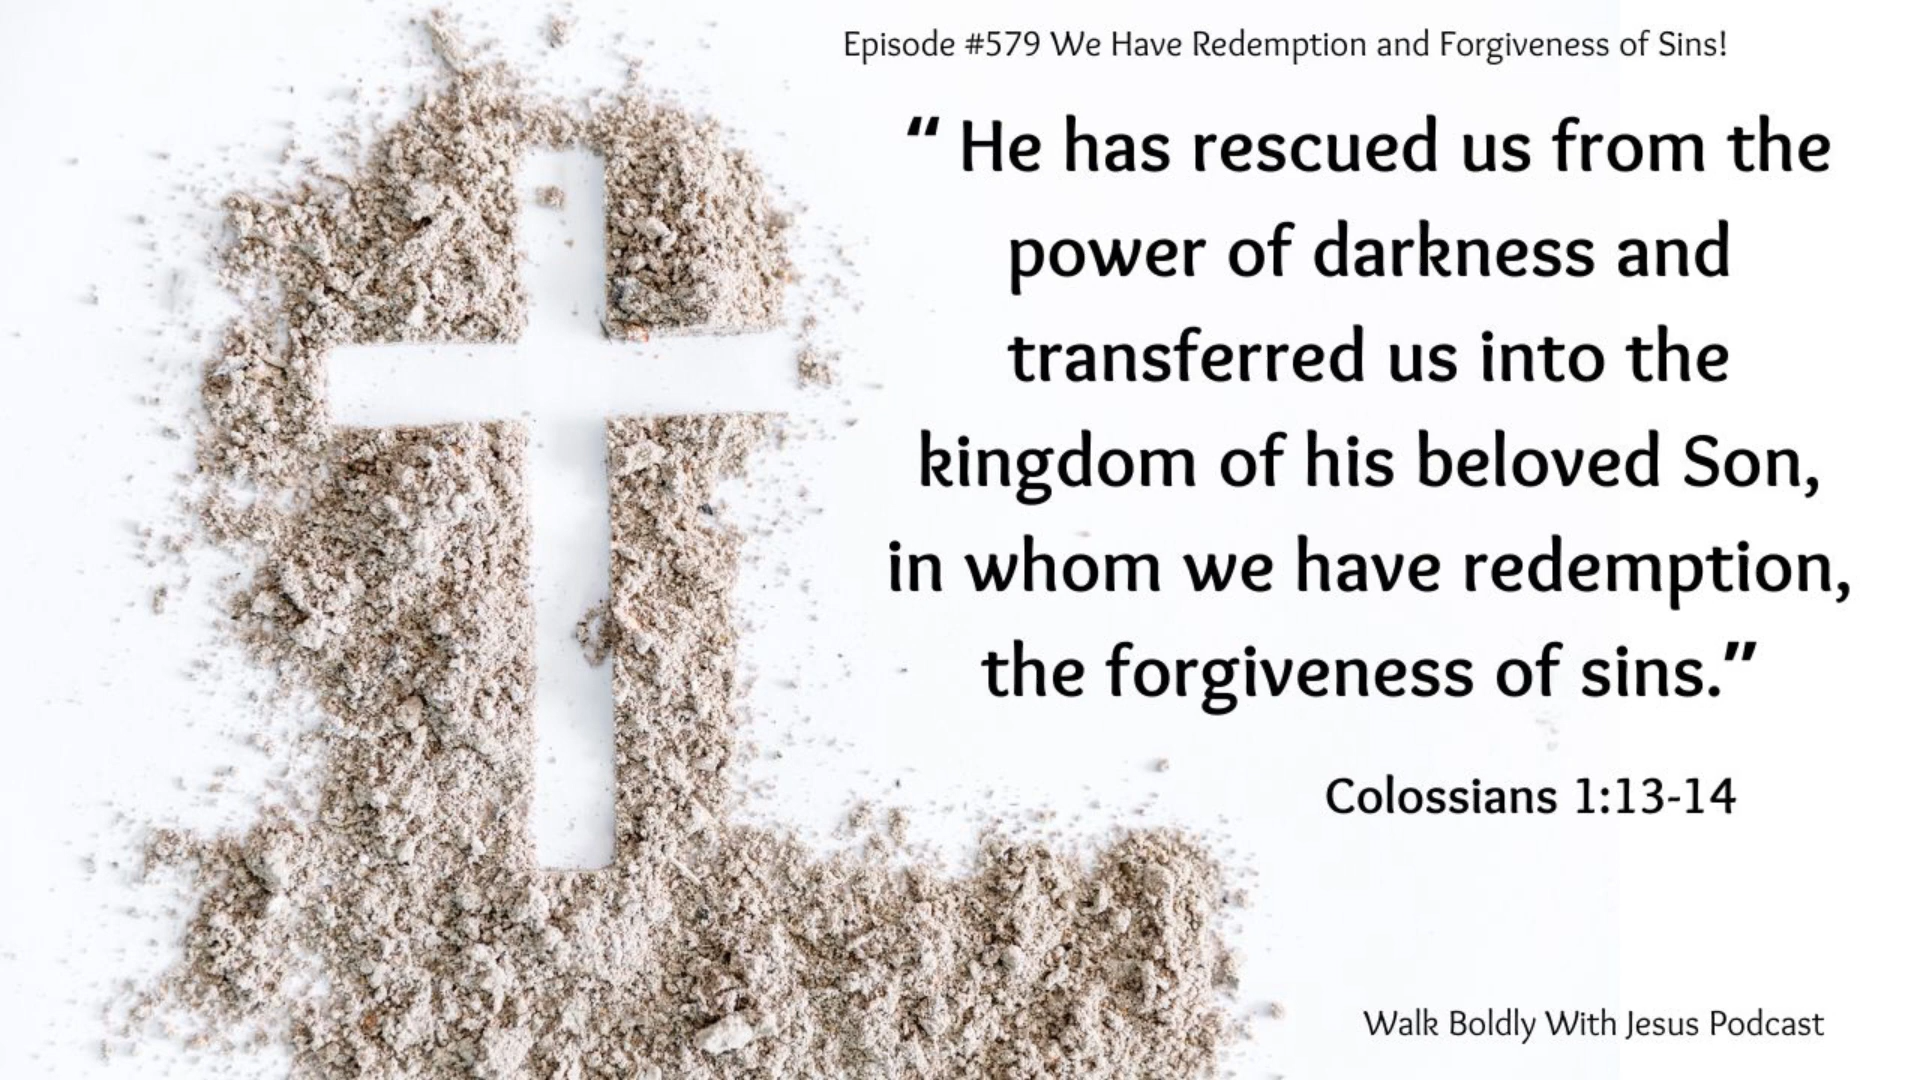 Episode #579 We Have Redemption and Forgiveness of Sins!
“ He has rescued us from the
power of darkness and
transferred us into the
kingdom of his beloved Son,
in whom we have redemption,
the forgiveness of sins.”
Colossians 1:13-14
Walk Boldly With Jesus Podcast